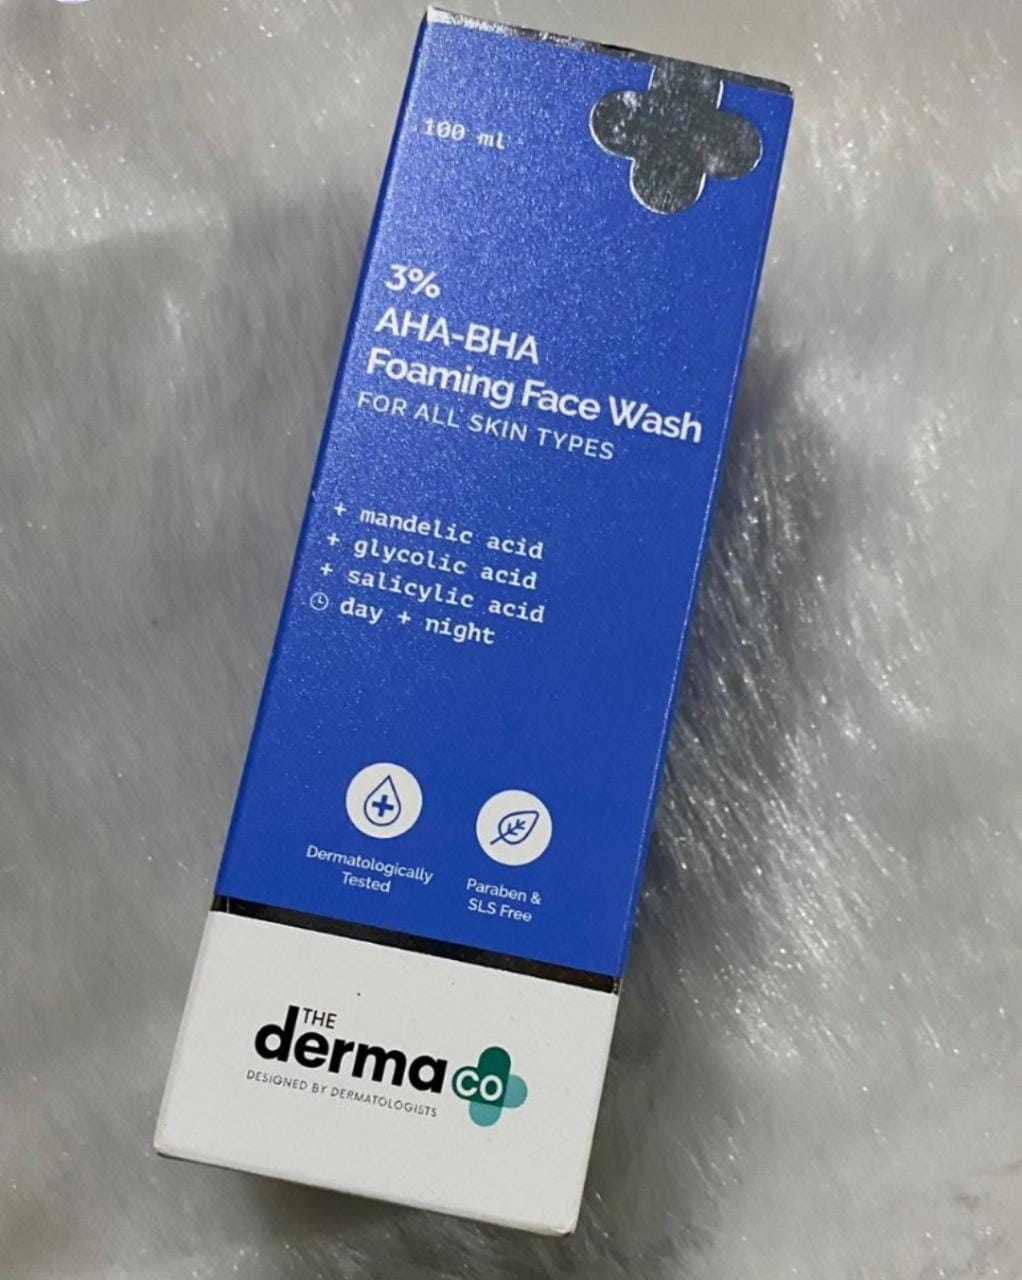 100 ml
3%
AHA-BHA
Foaming Face Wash
FOR ALL SKIN TYPES
+ mandelic acid
+ glycolic acid
+ salicylic acid
day + night
Dermatologically
Tested
Paraben &
SLS Free
THE
derma co
DESIGNED BY DERMATOLOGISTS